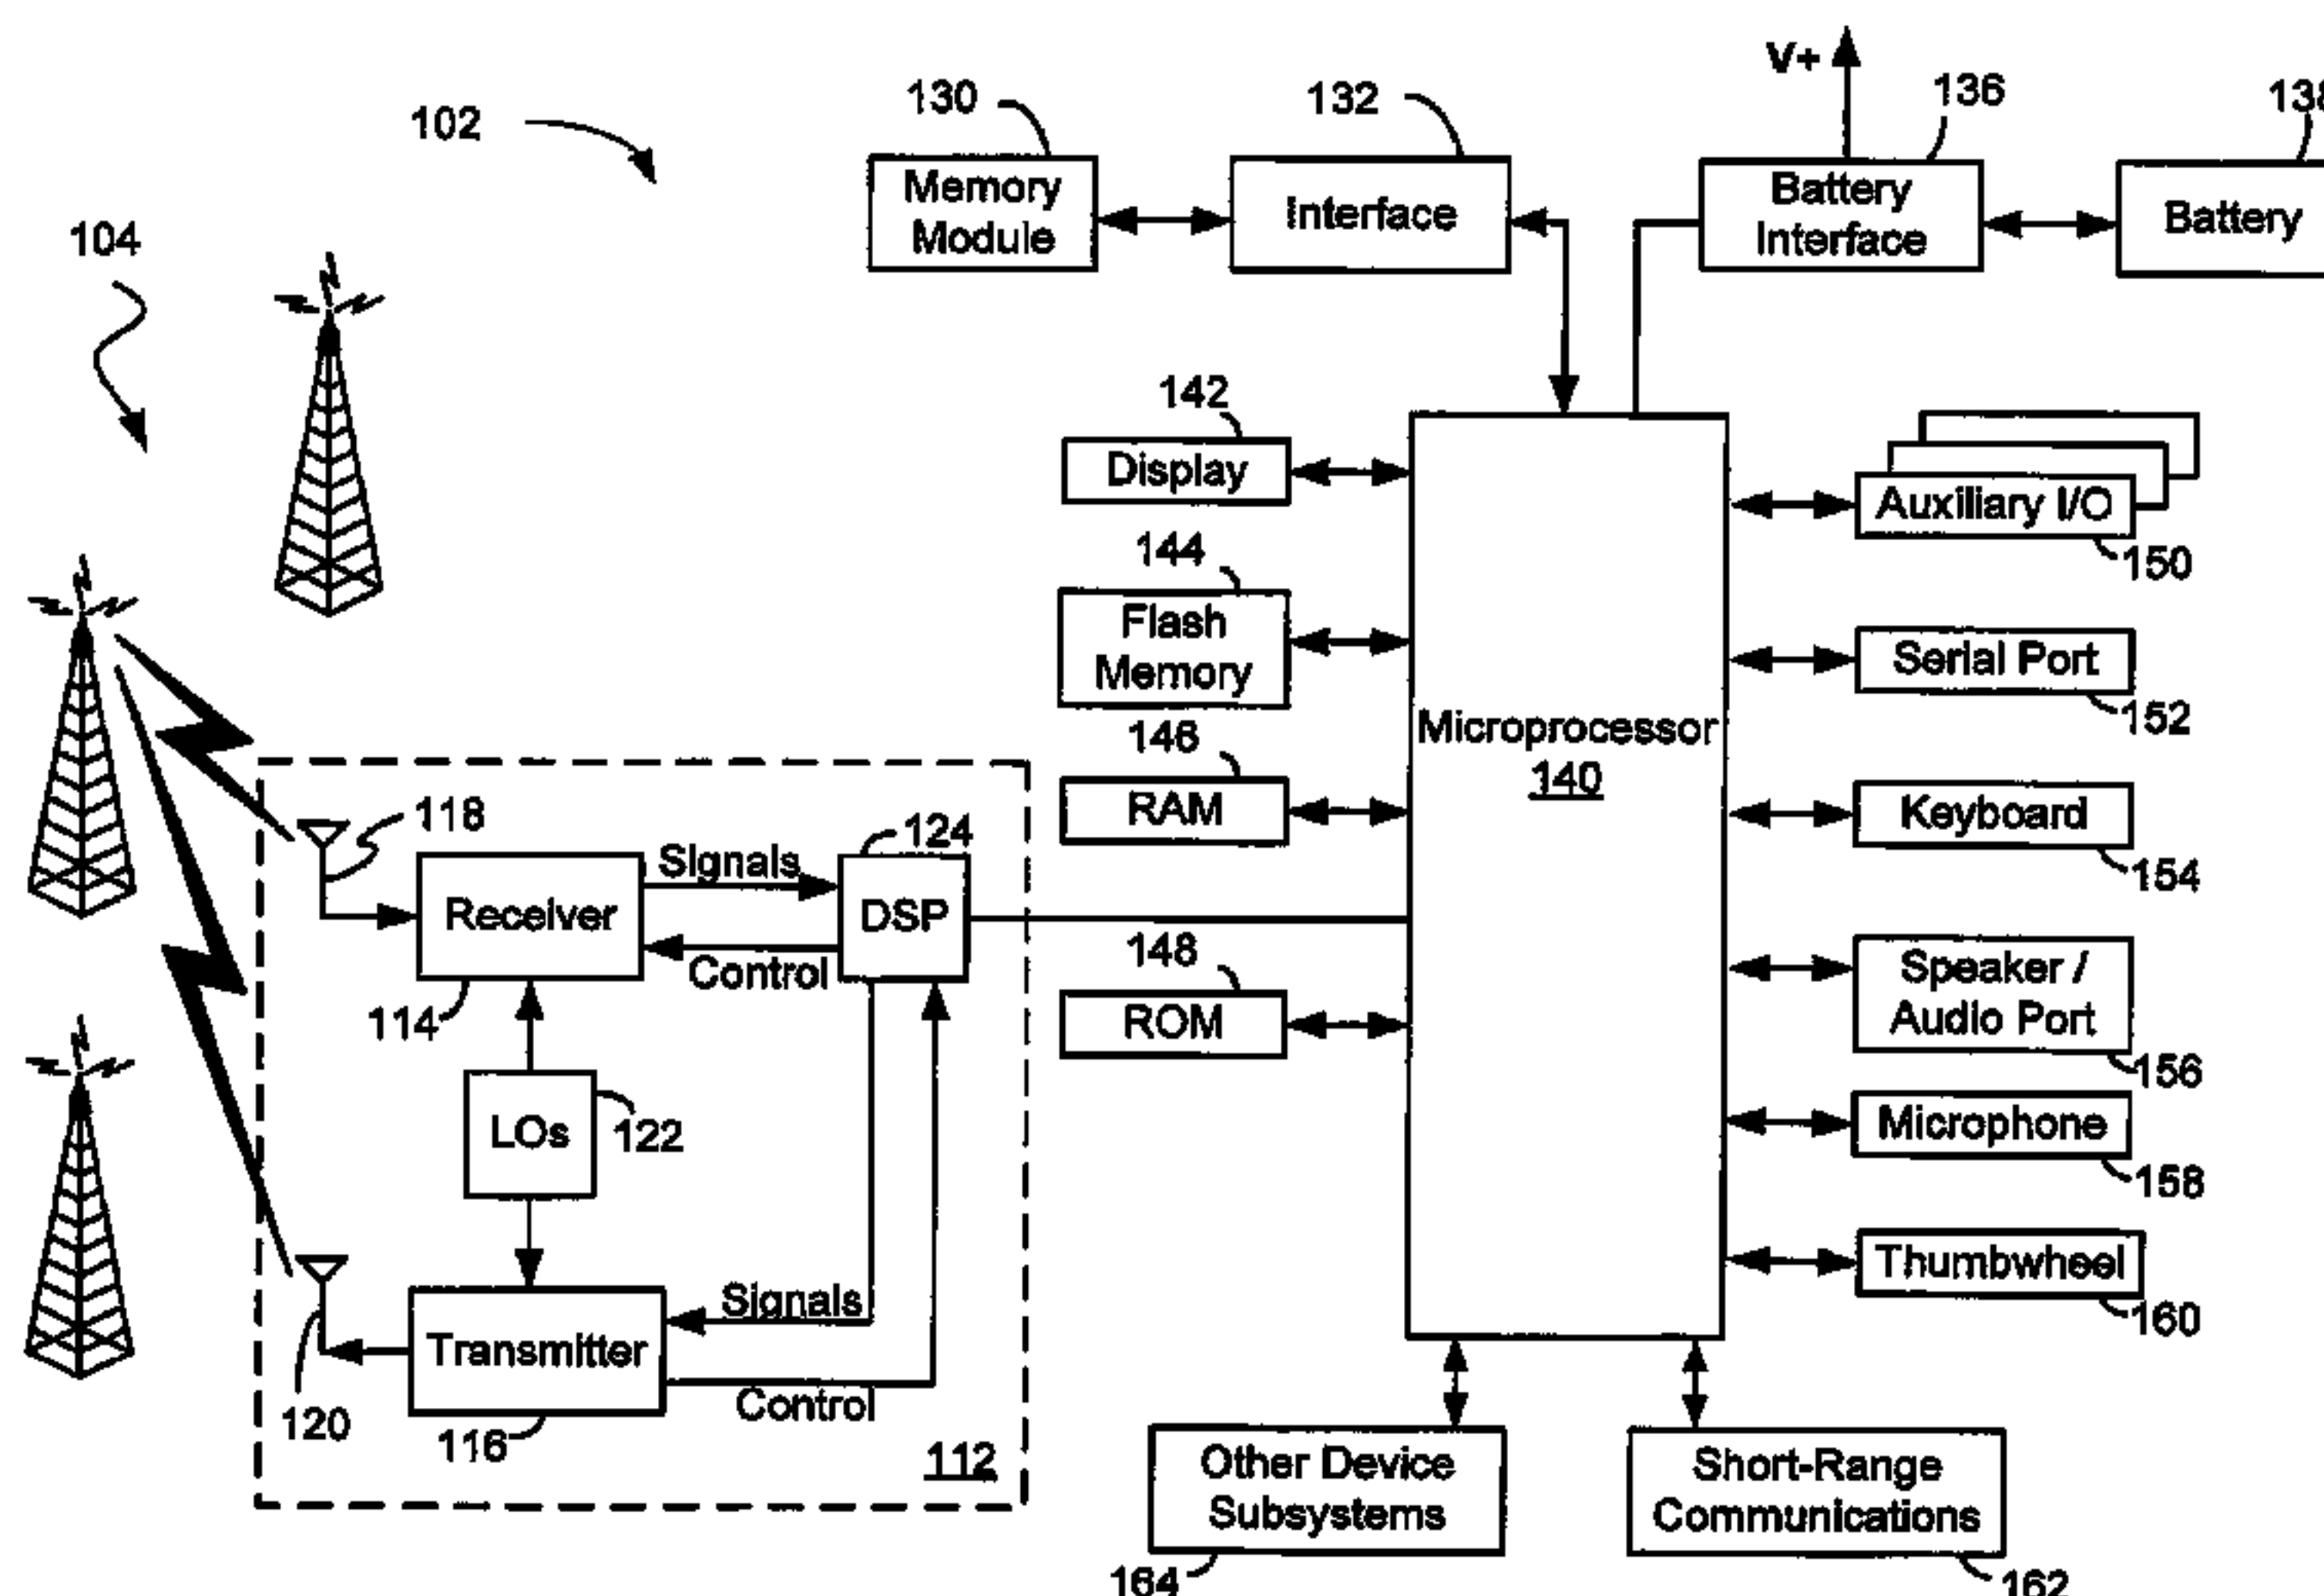 V+
136
138
130
132
102
Memory
Module
Interface
Battery
Interface
Battery
104
142
Display
Auxiliary I/O
150
144
Flash
Memory
Serial Port
152
Microprocessor
140
146
RAM
Keyboard
154
118
124
Signals
Receiver
DSP
Control
114
148
ROM
Speaker /
Audio Port
156
LOs
122
Microphone
158
Thumbwheel
160
Signals
Transmitter
Control
120
116
112
Other Device
Subsystems
164
Short-Range
Communications
162